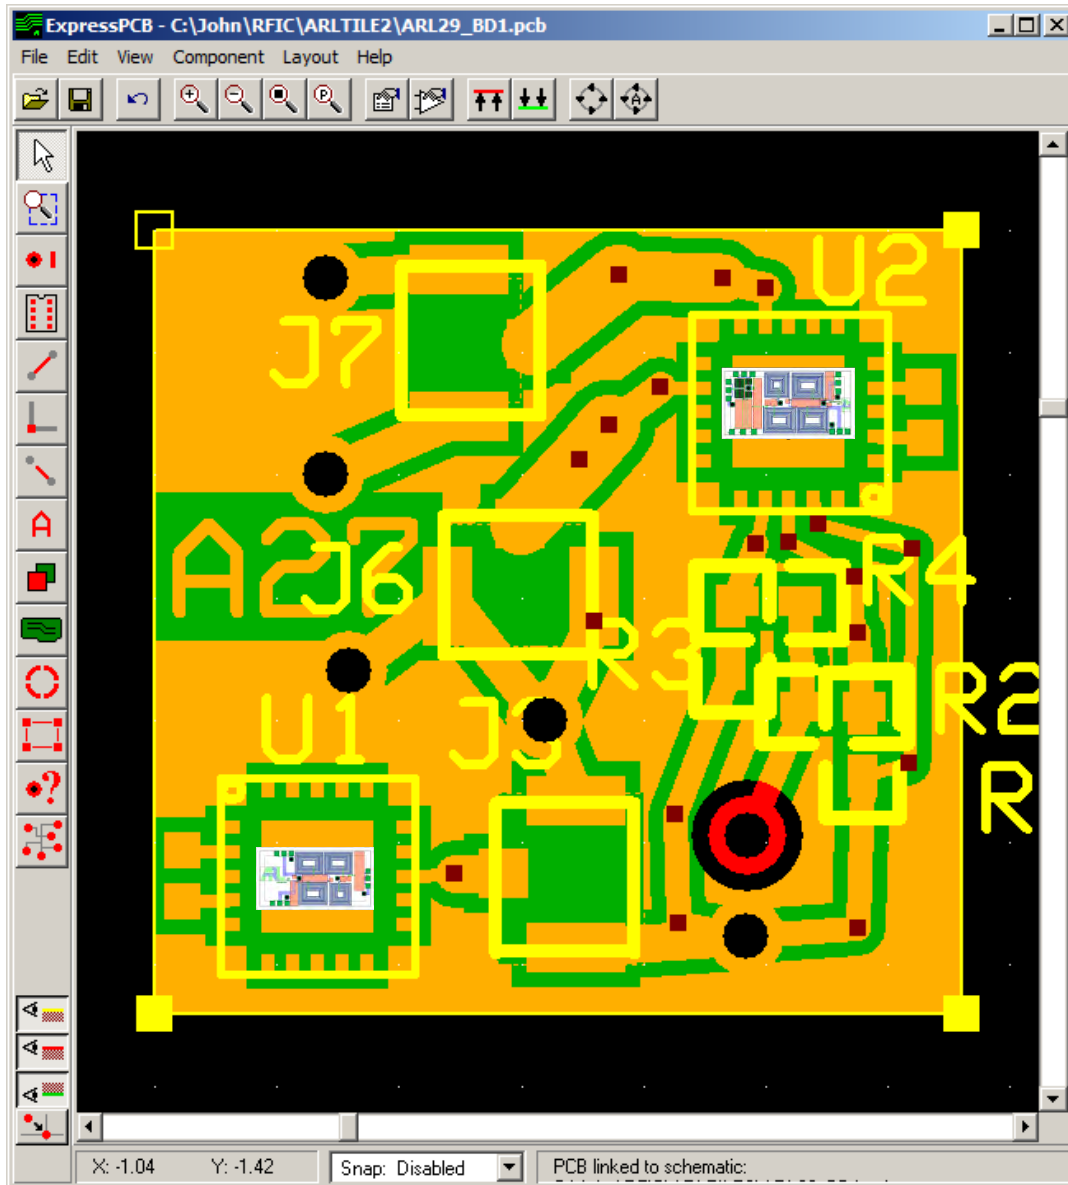 ExpressPCB - C:\John\RFIC\ARLTILE2\ARL29_BD1.pcb
File Edit View Component Layout Help
U2
J7
A27
J6
R4
R3
R2
U1
J3
R
X: -1.04 Y: -1.42 Snap: Disabled PCB linked to schematic: